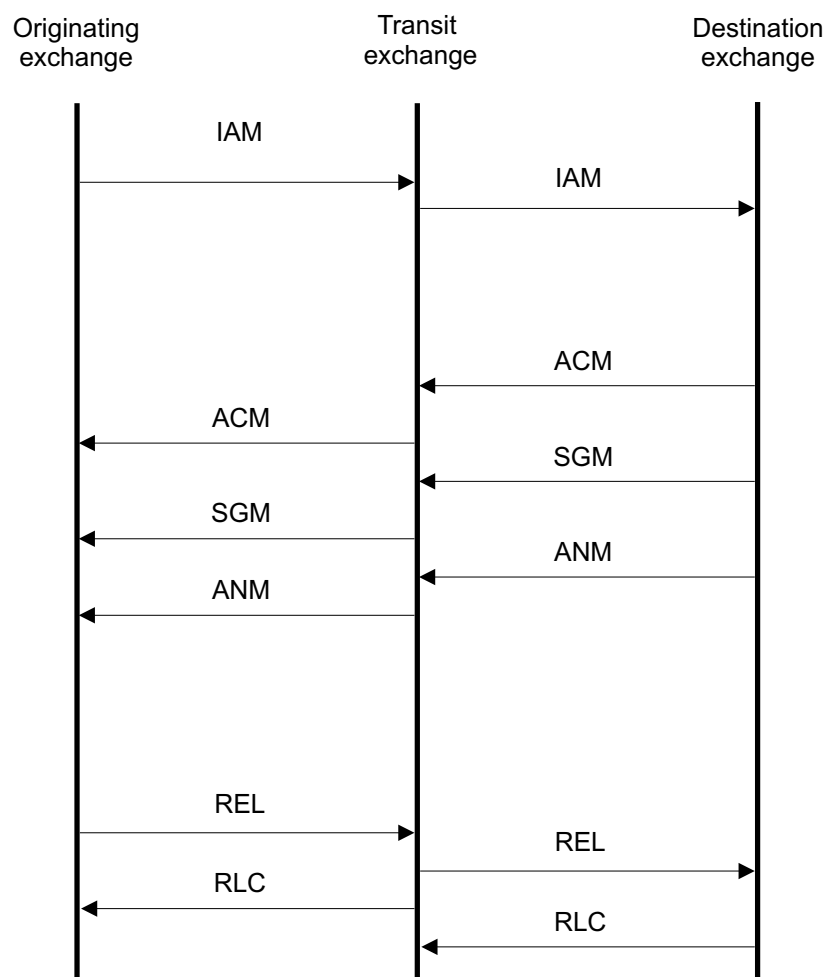 Originating
exchange
Transit
exchange
Destination
exchange
IAM
IAM
ACM
ACM
SGM
SGM
ANM
ANM
REL
REL
RLC
RLC